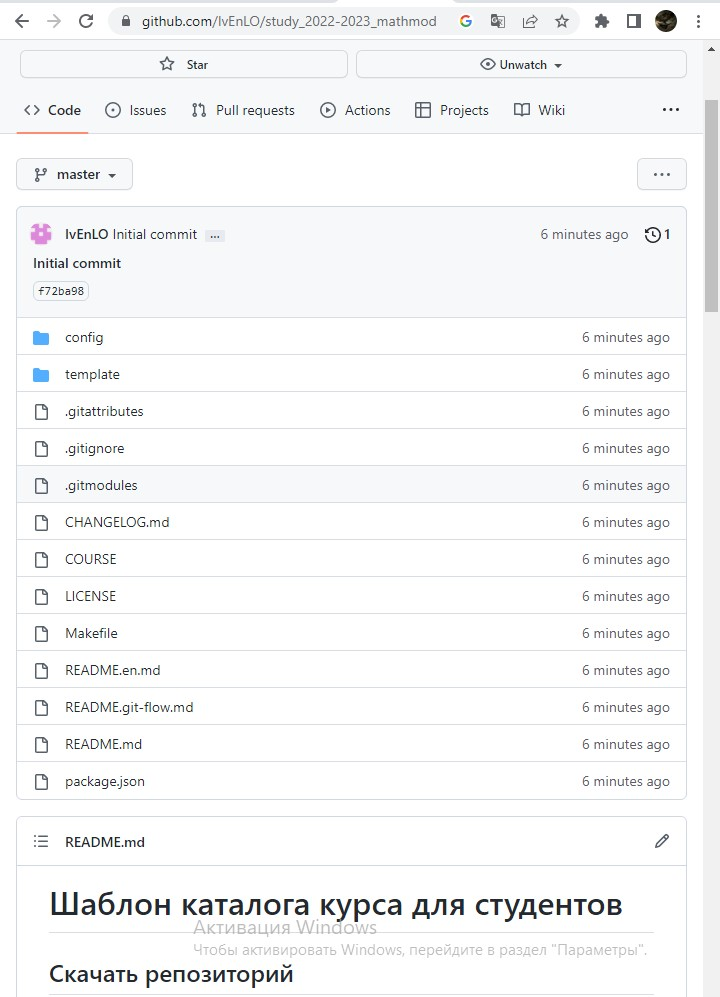 github.com/IvEnLO/study_2022-2023_mathmod
Star
Unwatch
Code Issues Pull requests Actions Projects Wiki ...
master ...
IvEnLO Initial commit ... 6 minutes ago 1
Initial commit
f72ba98
config 6 minutes ago
template 6 minutes ago
.gitattributes 6 minutes ago
.gitignore 6 minutes ago
.gitmodules 6 minutes ago
CHANGELOG.md 6 minutes ago
COURSE 6 minutes ago
LICENSE 6 minutes ago
Makefile 6 minutes ago
README.en.md 6 minutes ago
README.git-flow.md 6 minutes ago
README.md 6 minutes ago
package.json 6 minutes ago
README.md
Шаблон каталога курса для студентов
Активация Windows
Чтобы активировать Windows, перейдите в раздел "Параметры".
Скачать репозиторий